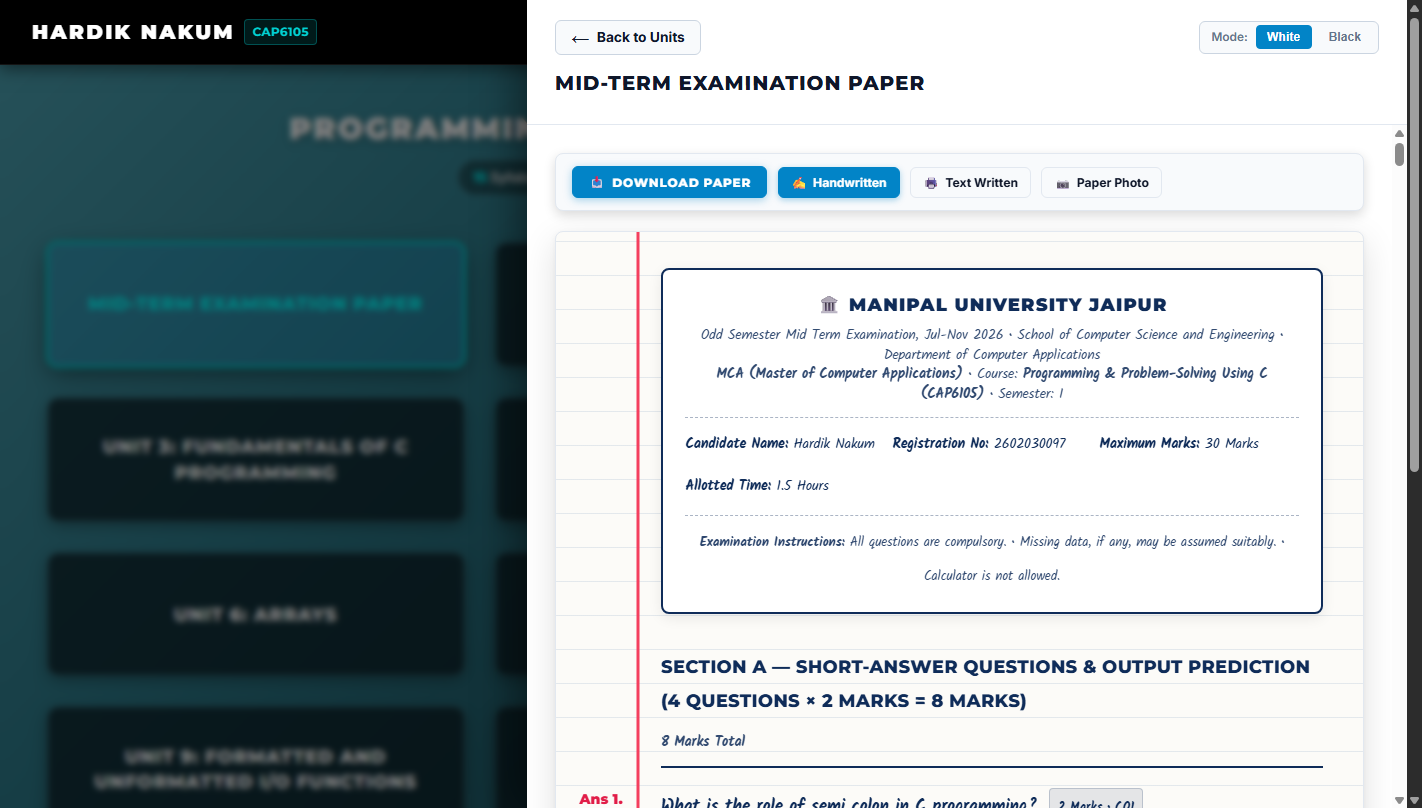 HARDIK NAKUM CAP6105
PROGRAMMIN
MID-TERM EXAMINATION PAPER
UNIT 3: FUNDAMENTALS OF C
PROGRAMMING
UNIT 6: ARRAYS
UNIT 9: FORMATTED AND
UNFORMATTED I/O FUNCTIONS
← Back to Units
Mode: White Black
MID-TERM EXAMINATION PAPER
DOWNLOAD PAPER Handwritten Text Written Paper Photo
MANIPAL UNIVERSITY JAIPUR
Odd Semester Mid Term Examination, Jul-Nov 2026 • School of Computer Science and Engineering •
Department of Computer Applications
MCA (Master of Computer Applications) • Course: Programming & Problem-Solving Using C
(CAP6105) • Semester: I
Candidate Name: Hardik Nakum Registration No: 2602030097 Maximum Marks: 30 Marks
Allotted Time: 1.5 Hours
Examination Instructions: All questions are compulsory. • Missing data, if any, may be assumed suitably. •
Calculator is not allowed.
SECTION A — SHORT-ANSWER QUESTIONS & OUTPUT PREDICTION
(4 QUESTIONS × 2 MARKS = 8 MARKS)
8 Marks Total
Ans 1. What is the role of semi colon in C programming? 2 Marks • CO1